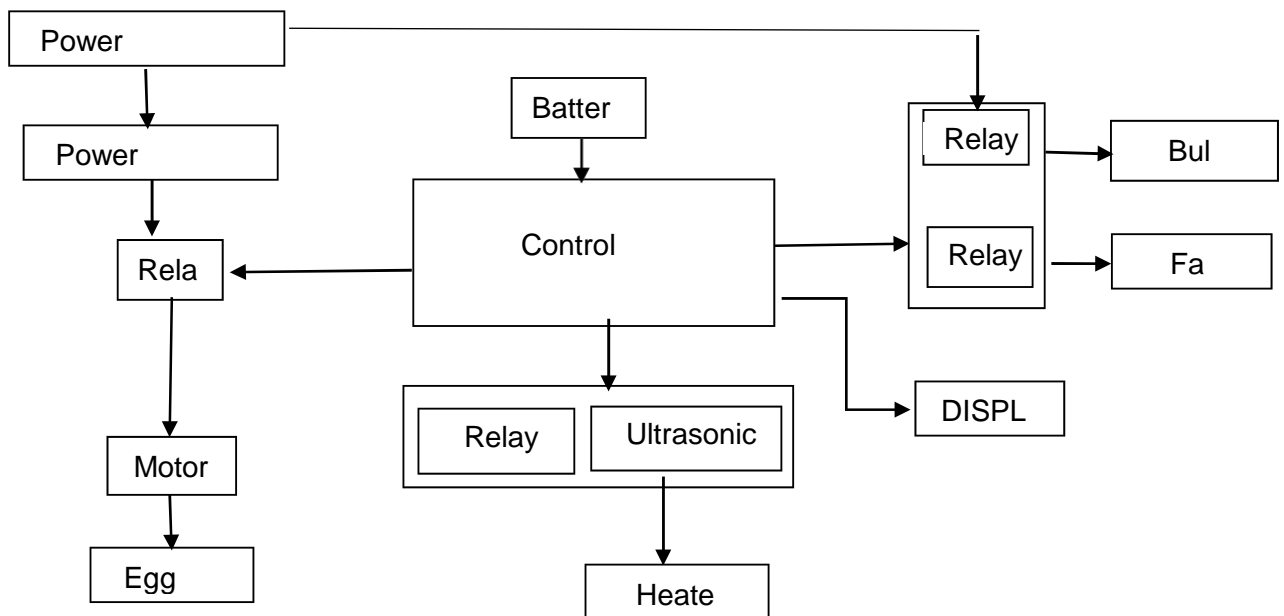 Power
Batter
Relay
Bul
Power
Control
Relay
Fa
Rela
DISPL
Relay
Ultrasonic
Motor
Egg
Heate